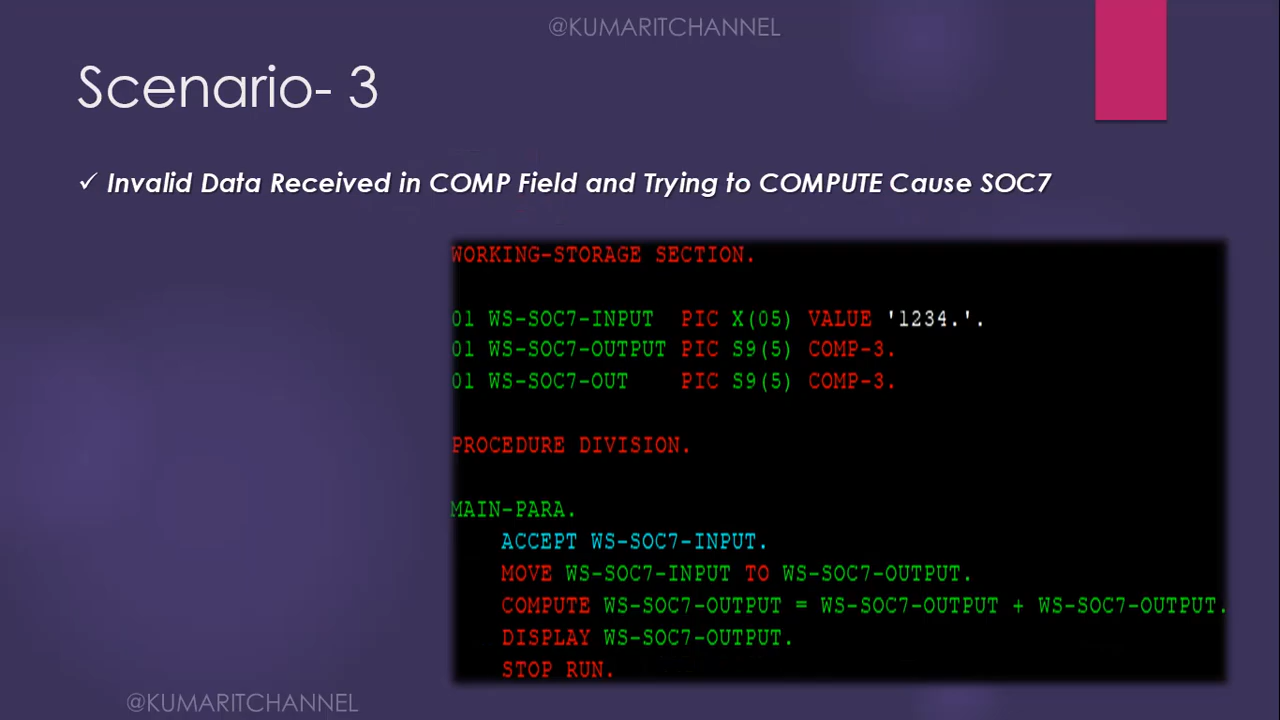 @KUMARITCHANNEL
Scenario- 3
✓ Invalid Data Received in COMP Field and Trying to COMPUTE Cause SOC7
WORKING-STORAGE SECTION.
01 WS-SOC7-INPUT PIC X(05) VALUE '1234.'.
01 WS-SOC7-OUTPUT PIC S9(5) COMP-3.
01 WS-SOC7-OUT PIC S9(5) COMP-3.
PROCEDURE DIVISION.
MAIN-PARA.
ACCEPT WS-SOC7-INPUT.
MOVE WS-SOC7-INPUT TO WS-SOC7-OUTPUT.
COMPUTE WS-SOC7-OUTPUT = WS-SOC7-OUTPUT + WS-SOC7-OUTPUT.
DISPLAY WS-SOC7-OUTPUT.
STOP RUN.
@KUMARITCHANNEL